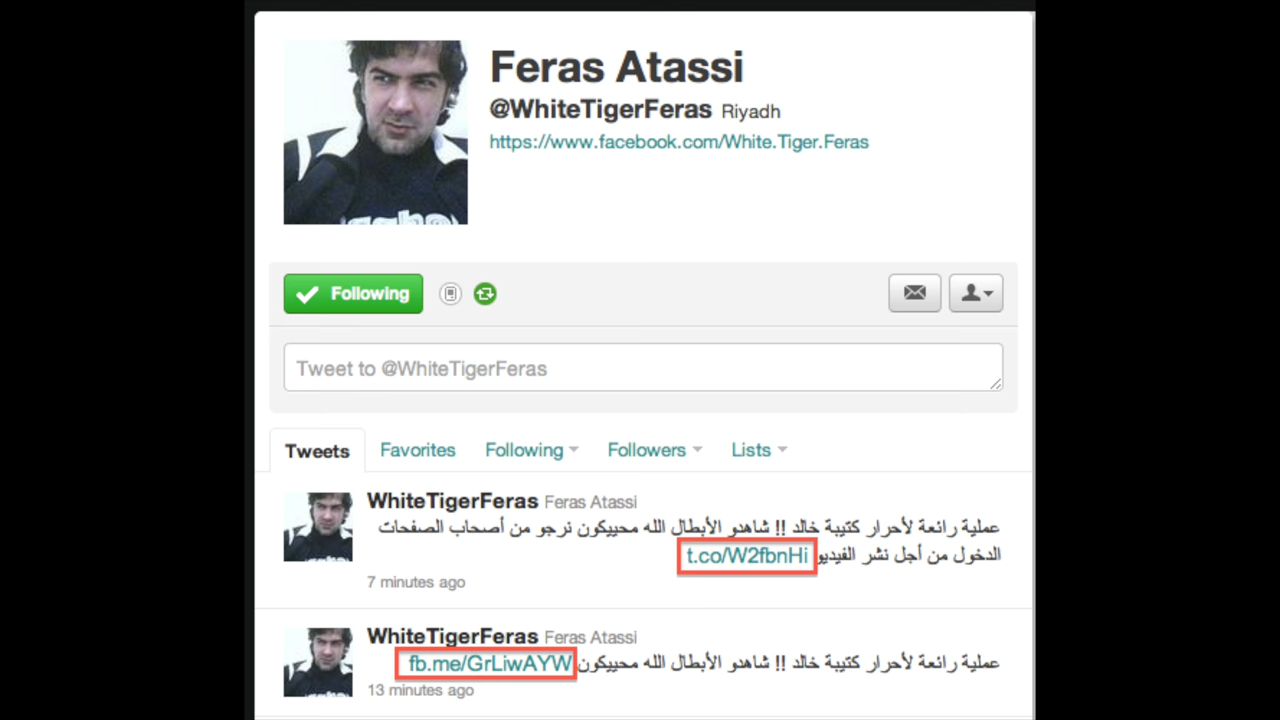 Feras Atassi
@WhiteTigerFeras Riyadh
https://www.facebook.com/White.Tiger.Feras
Following
Tweet to @WhiteTigerFeras
Tweets Favorites Following Followers Lists
WhiteTigerFeras Feras Atassi
عملية رائعة لأحرار كتيبة خالد !! شاهدو الأبطال الله محييكون نرجو من أصحاب الصفحات
الدخول من أجل نشر الفيديو t.co/W2fbnHi
7 minutes ago
WhiteTigerFeras Feras Atassi
عملية رائعة لأحرار كتيبة خالد !! شاهدو الأبطال الله محييكون fb.me/GrLiwAYW
13 minutes ago